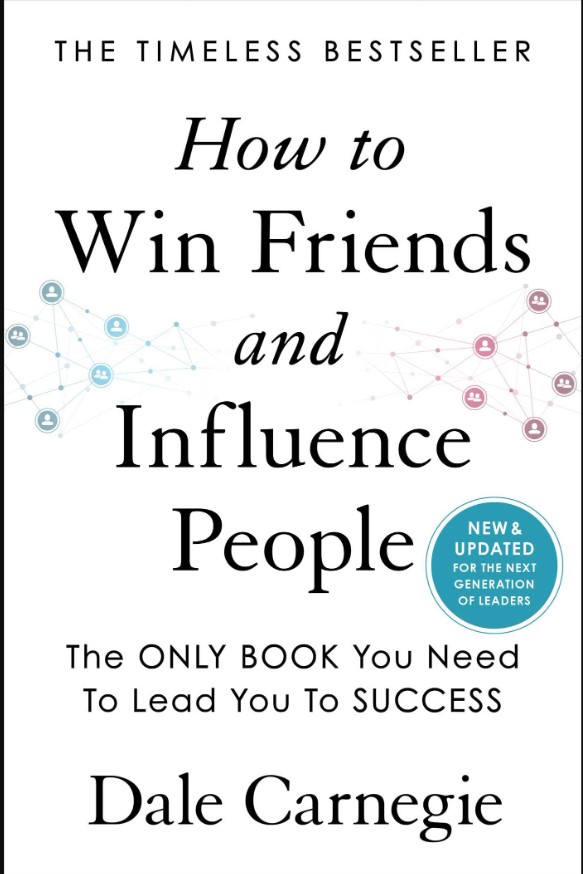 THE TIMELESS BESTSELLER
How to
Win Friends
and
Influence
People
NEW &
UPDATED
FOR THE NEXT
GENERATION
OF LEADERS
The ONLY BOOK You Need
To Lead You To SUCCESS
Dale Carnegie